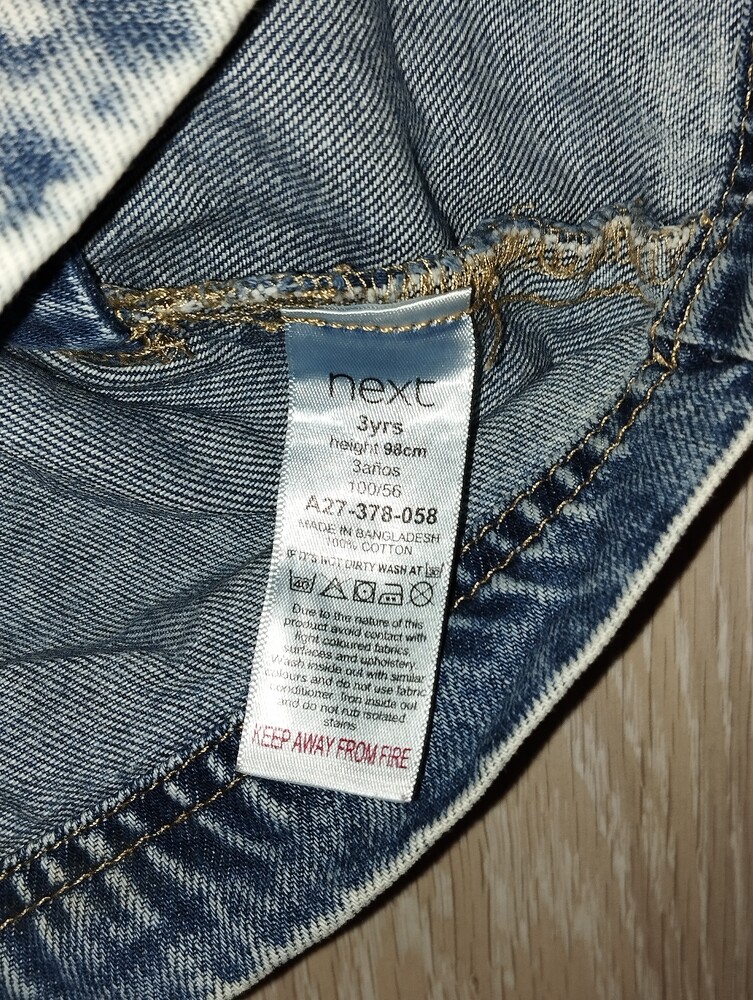 next
3yrs
height 98cm
3años
100/56
A27-378-058
MADE IN BANGLADESH
100% COTTON
IF IT'S NOT DIRTY WASH AT 30
40
Due to the nature of this
product avoid contact with
light coloured fabrics
surfaces and upholstery
Wash inside out with similar
colours and do not use fabric
conditioner Iron inside out
and do not rub isolated
stains
KEEP AWAY FROM FIRE